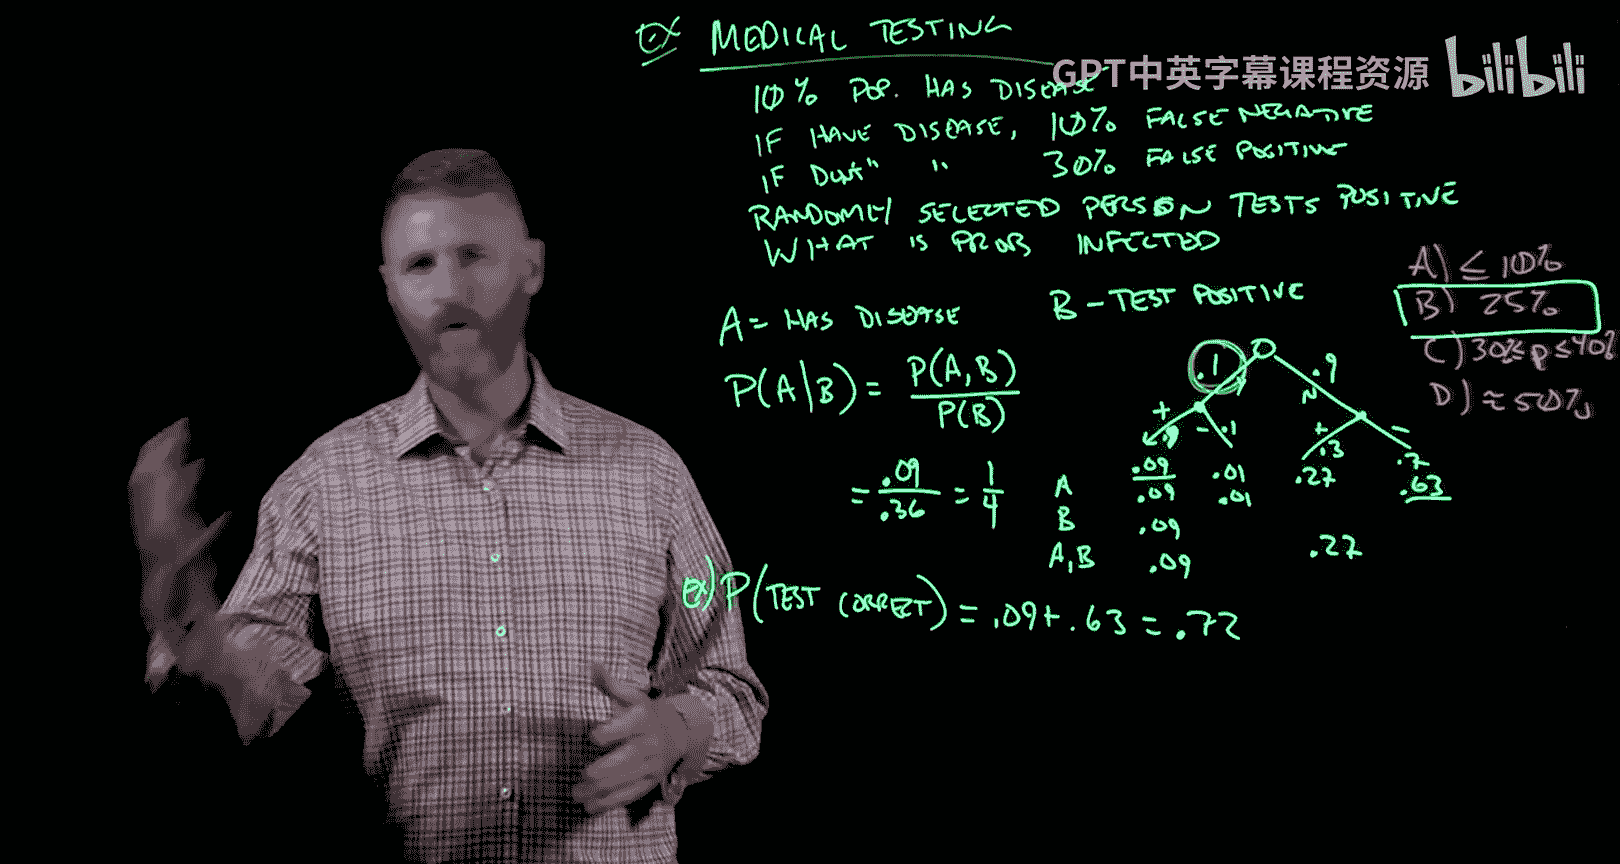 EX MEDICAL TESTING
GPT中英字幕课程资源 bilibili
10% POP. HAS DISEASE
IF HAVE DISEASE, 10% FALSE NEGATIVE
IF DON'T " 30% FALSE POSITIVE
RANDOMLY SELECTED PERSON TESTS POSITIVE
WHAT IS PROB INFECTED
A) ≤ 10%
B) 25%
C) 30≤ p ≤ 40%
D) ≈ 50%
A = HAS DISEASE B - TEST POSITIVE
P(A|B) = P(A,B) / P(B)
= .09 / .36 = 1/4
.1 .9
N
+ .9 - .1 + .3 - .7
.09 .01 .27 .63
A .09 .01
B .09 .27
A,B .09
EX) P(TEST CORRECT) = .09 + .63 = .72